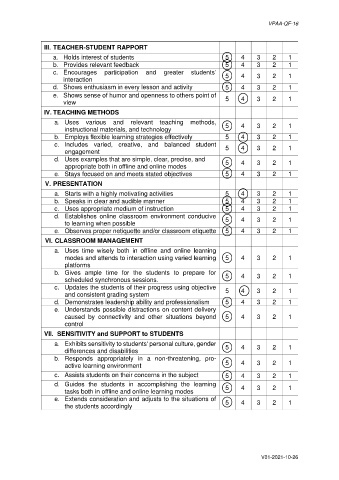 VPAA-QF-16
III. TEACHER-STUDENT RAPPORT
a. Holds interest of students 5 4 3 2 1
b. Provides relevant feedback 5 4 3 2 1
c. Encourages participation and greater students'
interaction 5 4 3 2 1
d. Shows enthusiasm in every lesson and activity 5 4 3 2 1
e. Shows sense of humor and openness to others point of
view 5 4 3 2 1
IV. TEACHING METHODS
a. Uses various and relevant teaching methods,
instructional materials, and technology 5 4 3 2 1
b. Employs flexible learning strategies effectively 5 4 3 2 1
c. Includes varied, creative, and balanced student
engagement 5 4 3 2 1
d. Uses examples that are simple, clear, precise, and
appropriate both in offline and online modes 5 4 3 2 1
e. Stays focused on and meets stated objectives 5 4 3 2 1
V. PRESENTATION
a. Starts with a highly motivating activities 5 4 3 2 1
b. Speaks in clear and audible manner 5 4 3 2 1
c. Uses appropriate medium of instruction 5 4 3 2 1
d. Establishes online classroom environment conducive
to learning when possible 5 4 3 2 1
e. Observes proper netiquette and/or classroom etiquette 5 4 3 2 1
VI. CLASSROOM MANAGEMENT
a. Uses time wisely both in offline and online learning
modes and attends to interaction using varied learning
platforms 5 4 3 2 1
b. Gives ample time for the students to prepare for
scheduled synchronous sessions. 5 4 3 2 1
c. Updates the students of their progress using objective
and consistent grading system 5 4 3 2 1
d. Demonstrates leadership ability and professionalism 5 4 3 2 1
e. Understands possible distractions on content delivery
caused by connectivity and other situations beyond
control 5 4 3 2 1
VII. SENSITIVITY and SUPPORT to STUDENTS
a. Exhibits sensitivity to students' personal culture, gender
differences and disabilities 5 4 3 2 1
b. Responds appropriately in a non-threatening, pro-
active learning environment 5 4 3 2 1
c. Assists students on their concerns in the subject 5 4 3 2 1
d. Guides the students in accomplishing the learning
tasks both in offline and online learning modes 5 4 3 2 1
e. Extends consideration and adjusts to the situations of
the students accordingly 5 4 3 2 1
V01-2021-10-26